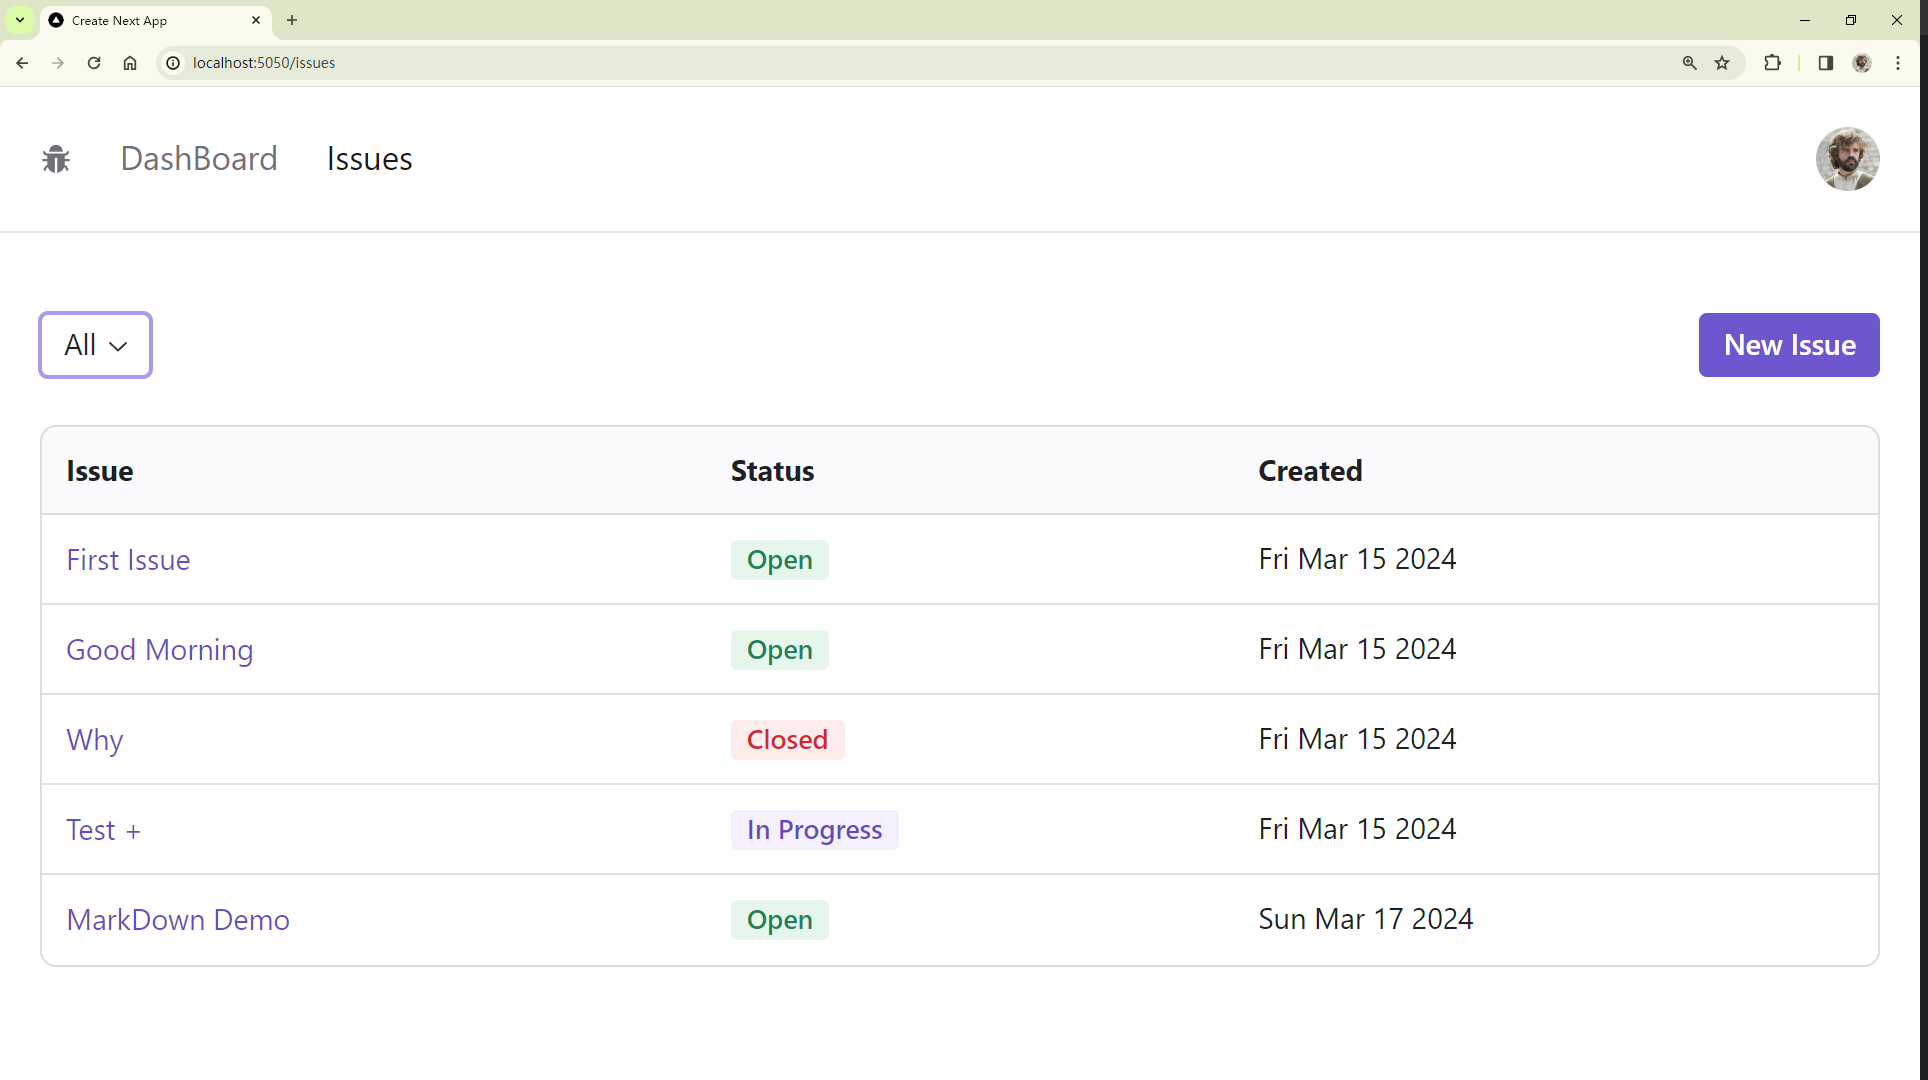 Create Next App
localhost:5050/issues
DashBoard Issues
All
New Issue
Issue Status Created
First Issue Open Fri Mar 15 2024
Good Morning Open Fri Mar 15 2024
Why Closed Fri Mar 15 2024
Test + In Progress Fri Mar 15 2024
MarkDown Demo Open Sun Mar 17 2024